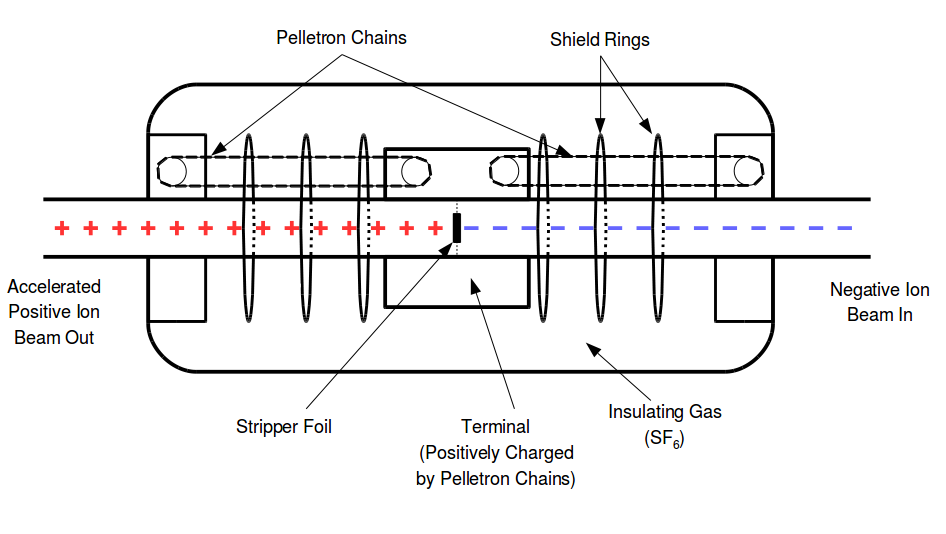 Pelletron Chains
Shield Rings
Accelerated
Positive Ion
Beam Out
Negative Ion
Beam In
Stripper Foil
Terminal
(Positively Charged
by Pelletron Chains)
Insulating Gas
(SF6)